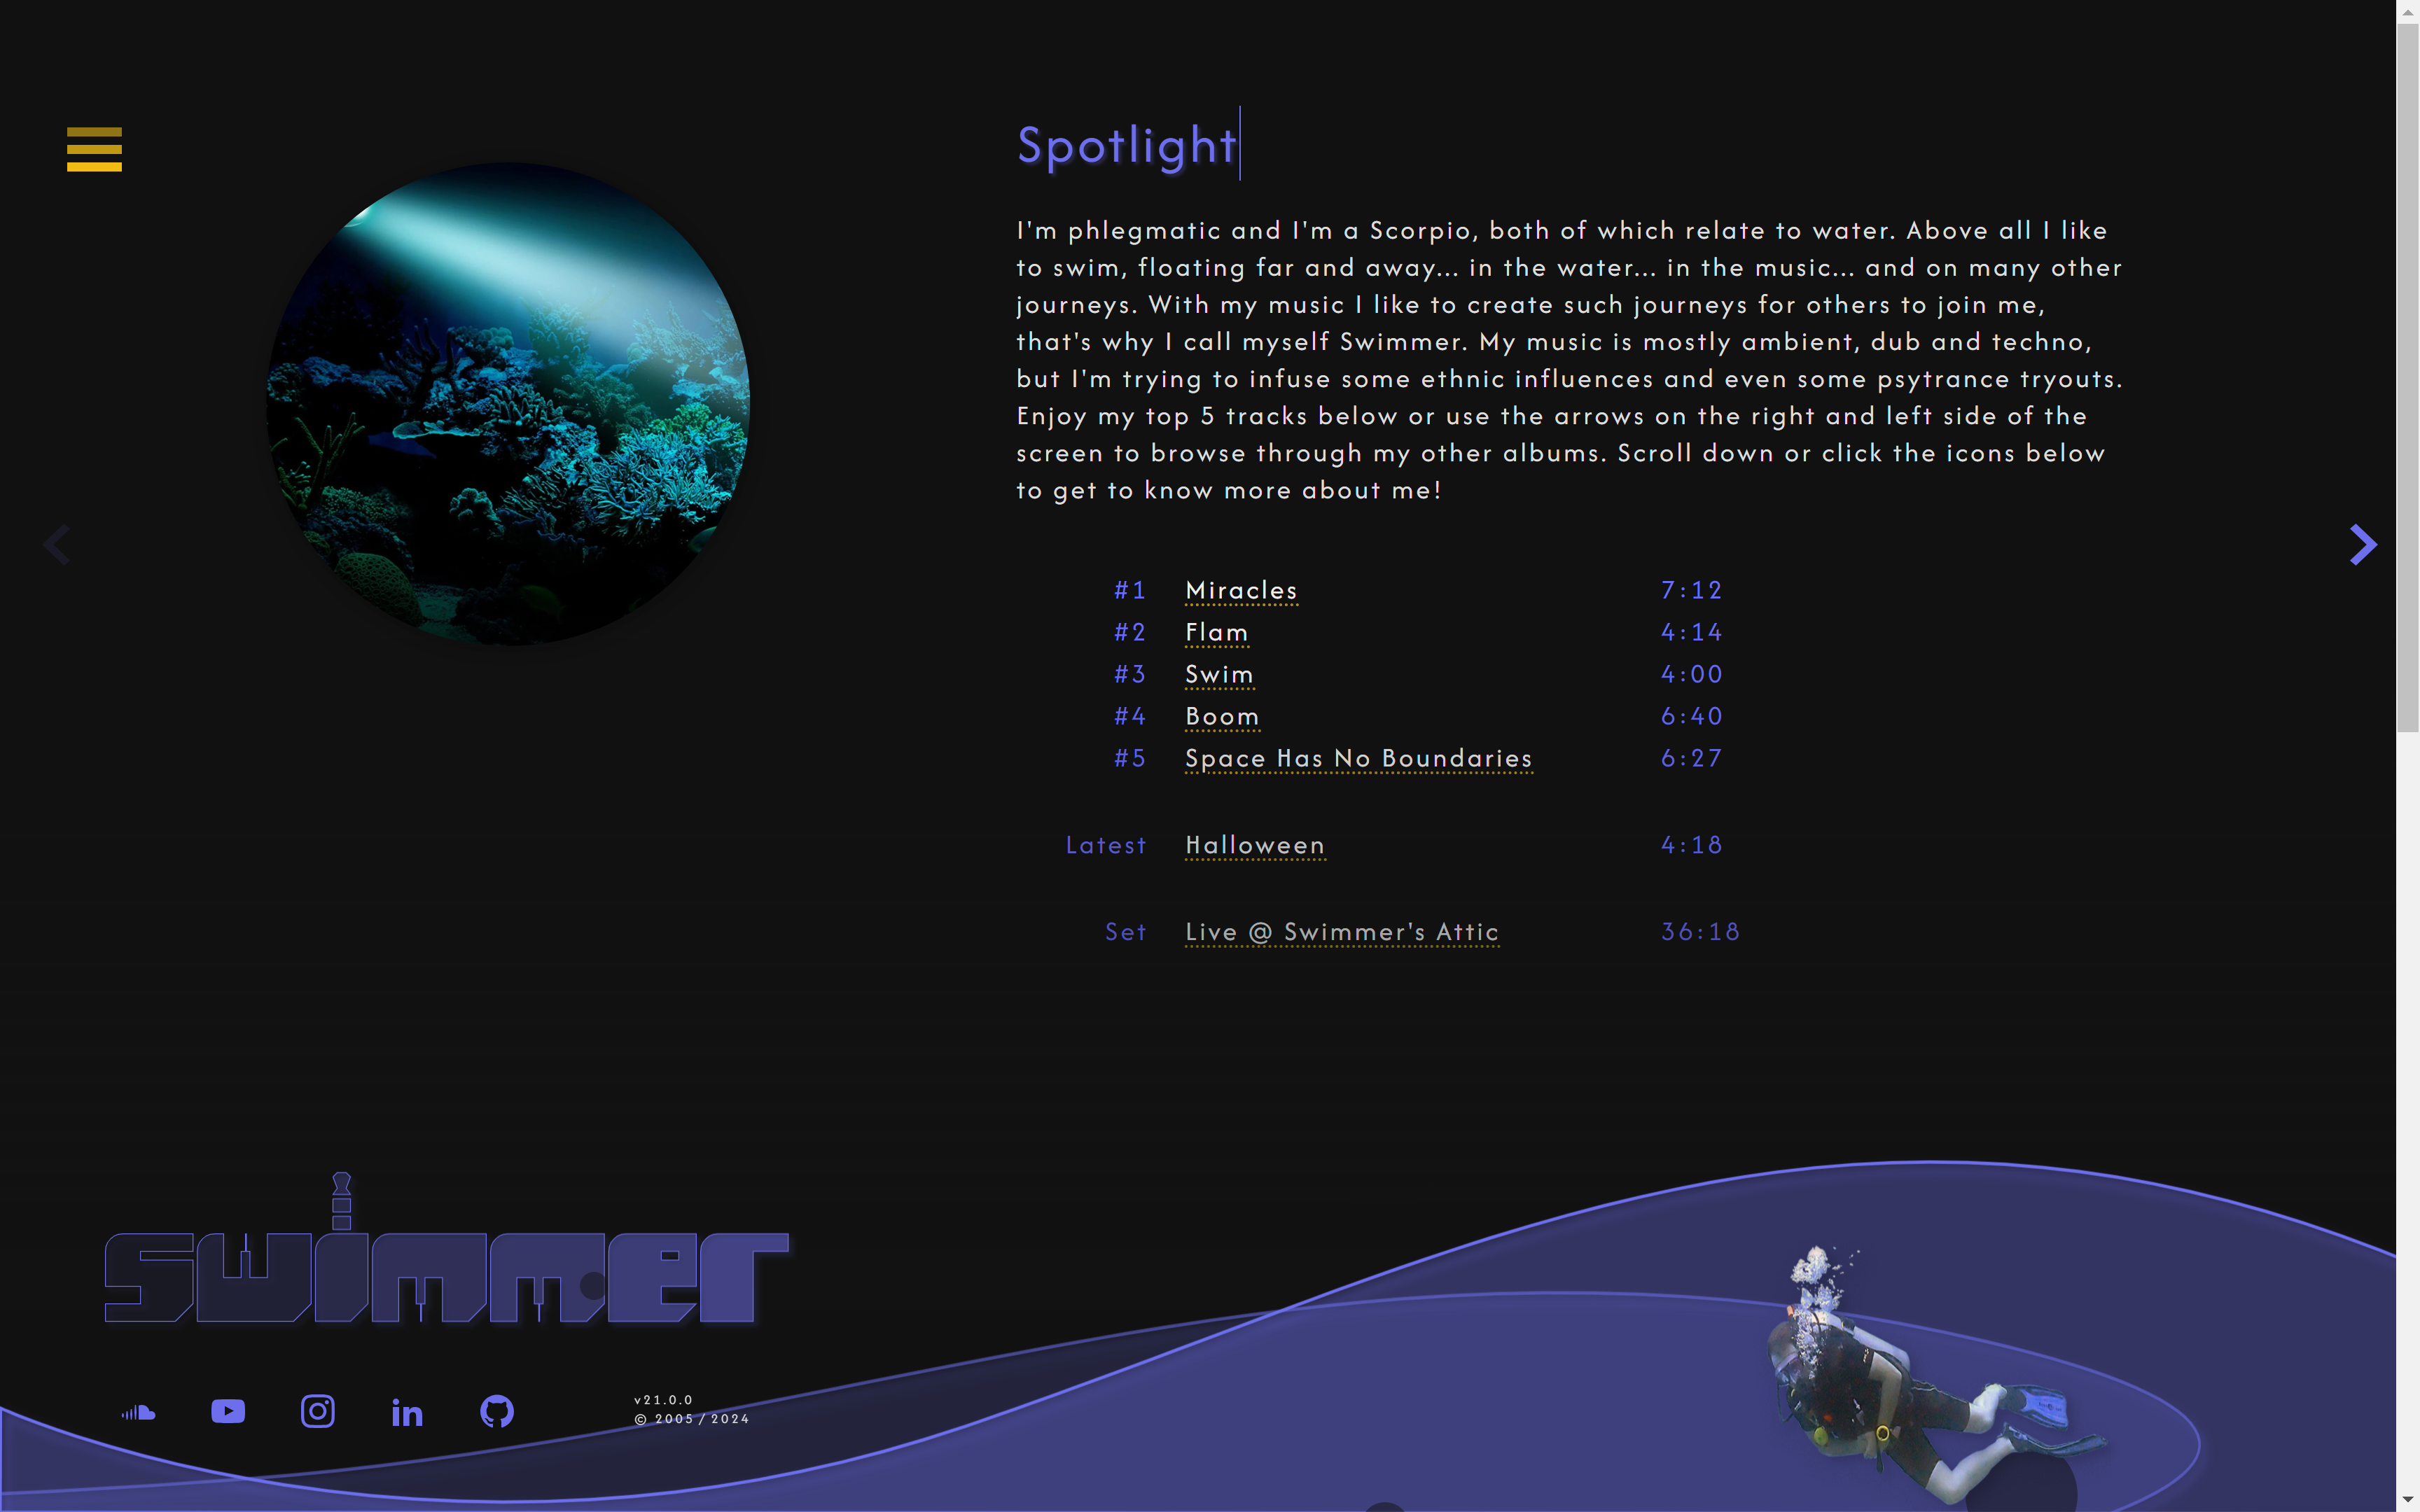 Spotlight
I'm phlegmatic and I'm a Scorpio, both of which relate to water. Above all I like
to swim, floating far and away... in the water... in the music... and on many other
journeys. With my music I like to create such journeys for others to join me,
that's why I call myself Swimmer. My music is mostly ambient, dub and techno,
but I'm trying to infuse some ethnic influences and even some psytrance tryouts.
Enjoy my top 5 tracks below or use the arrows on the right and left side of the
screen to browse through my other albums. Scroll down or click the icons below
to get to know more about me!
#1 Miracles 7:12
#2 Flam 4:14
#3 Swim 4:00
#4 Boom 6:40
#5 Space Has No Boundaries 6:27
Latest Halloween 4:18
Set Live @ Swimmer's Attic 36:18
swimmer
in
v21.0.0
© 2005 / 2024